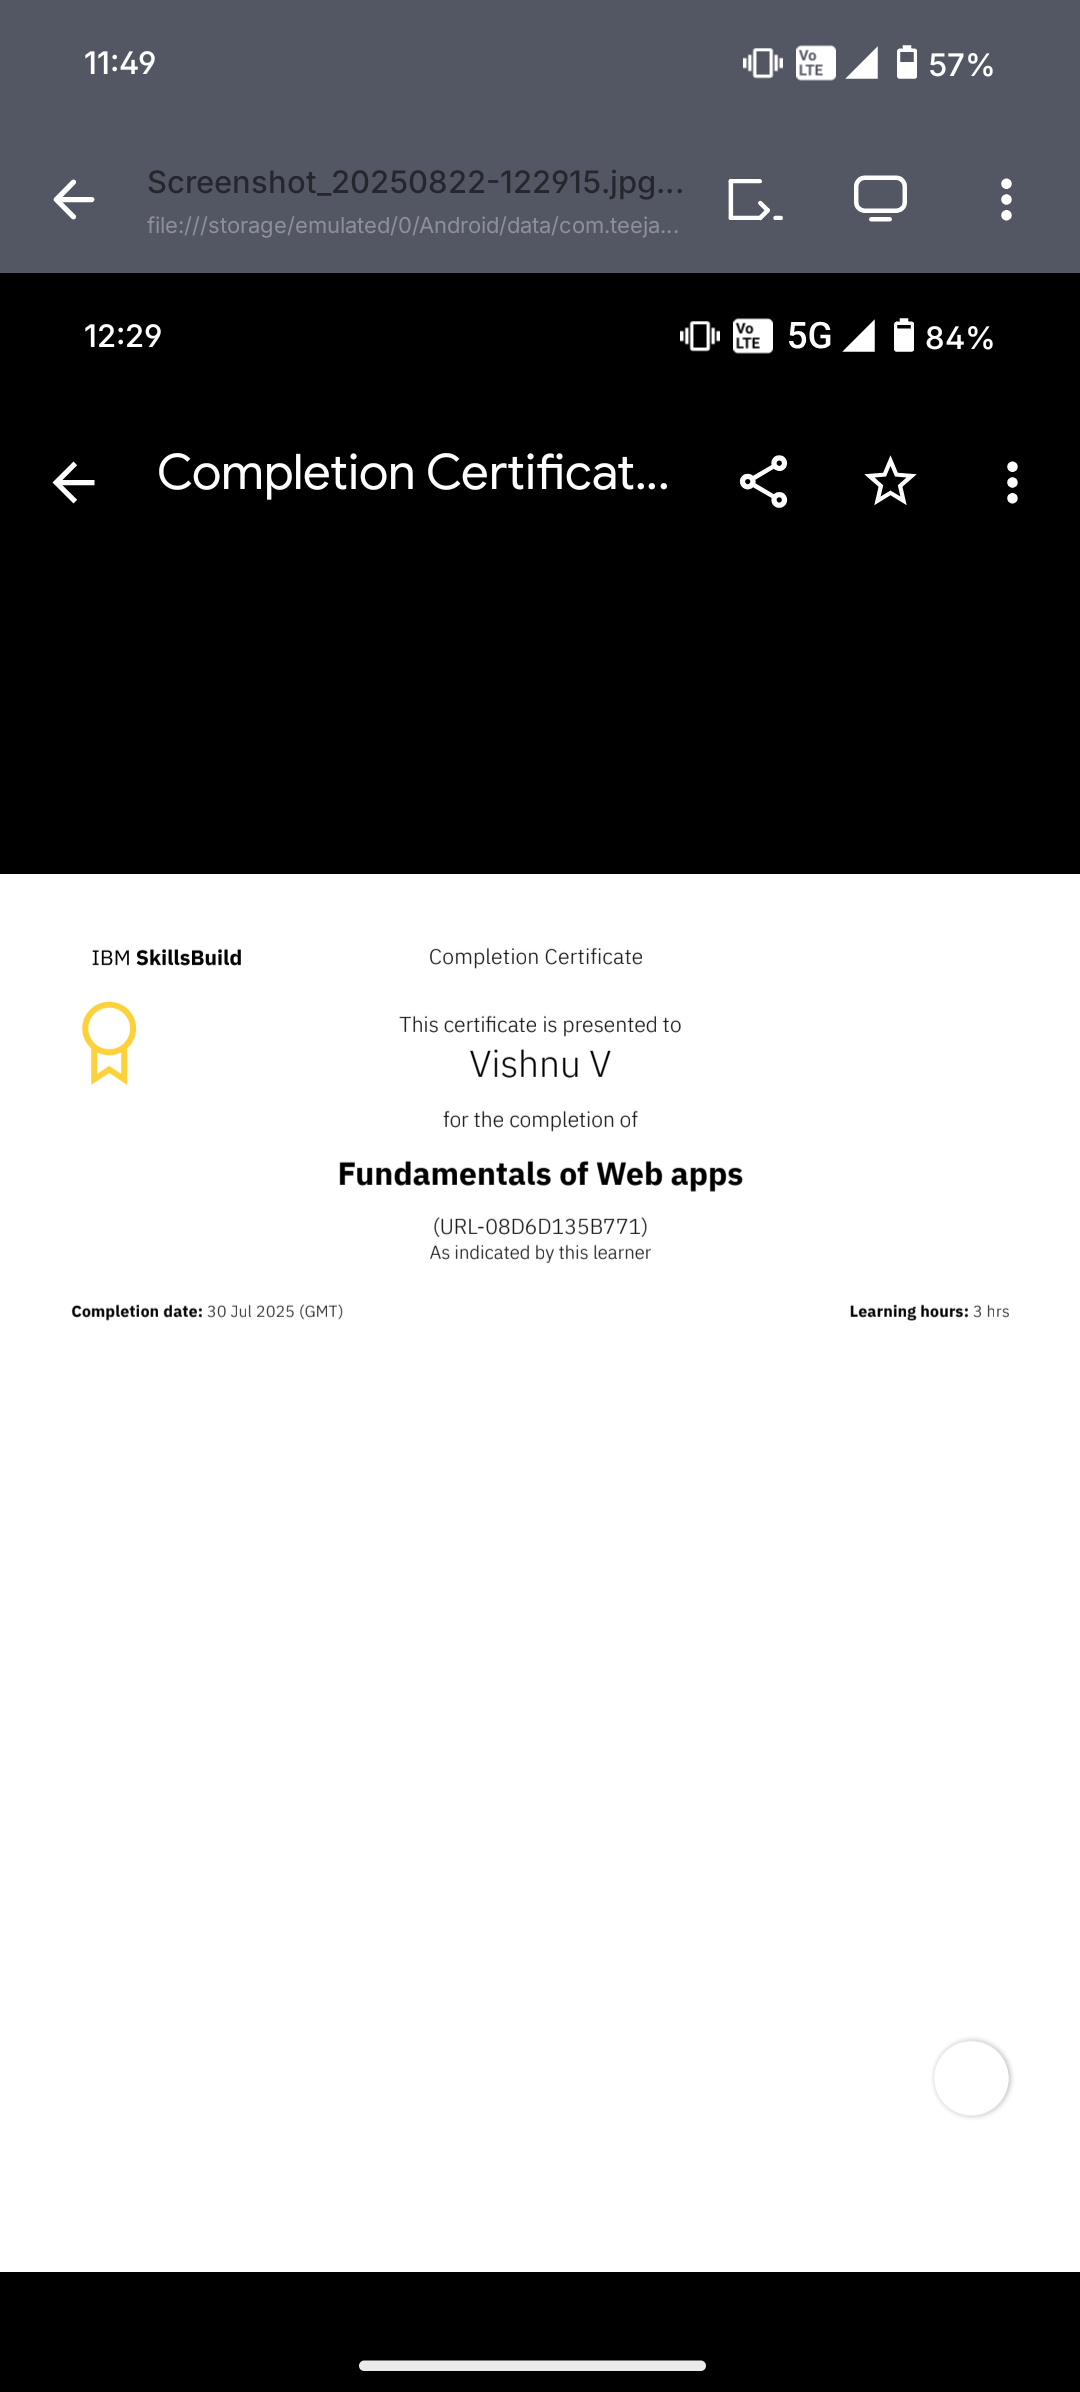 11:49
Vo LTE
57%
Screenshot_20250822-122915.jpg...
file:///storage/emulated/0/Android/data/com.teeja...
12:29
Vo LTE 5G
84%
Completion Certificat...
IBM SkillsBuild
Completion Certificate
This certificate is presented to
Vishnu V
for the completion of
Fundamentals of Web apps
(URL-08D6D135B771)
As indicated by this learner
Completion date: 30 Jul 2025 (GMT)
Learning hours: 3 hrs